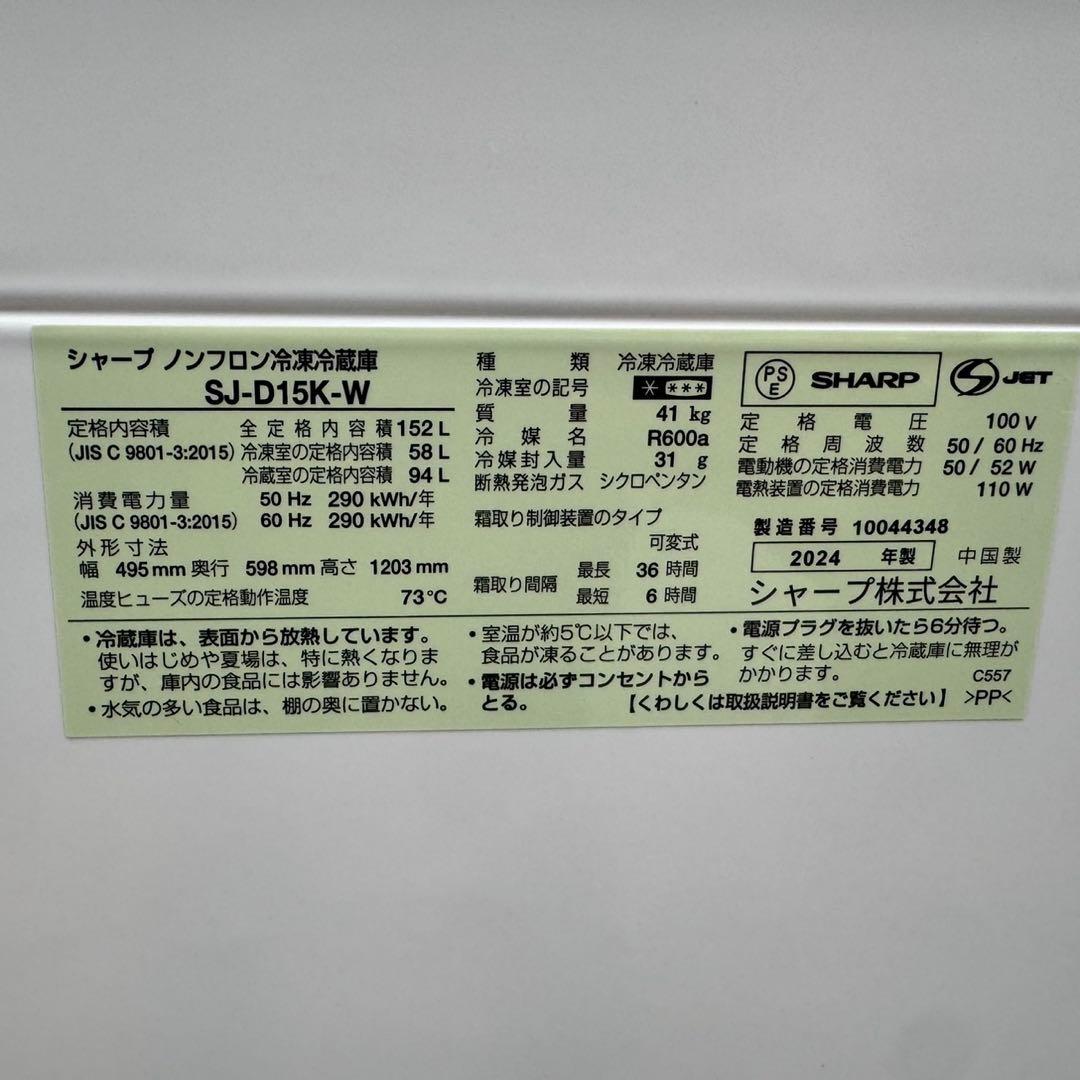 シャープ ノンフロン冷凍冷蔵庫
SJ-D15K-W
定格内容積 全定格内容積 152 L
(JIS C 9801-3:2015) 冷凍室の定格内容積 58 L
冷蔵室の定格内容積 94 L
消費電力量 50 Hz 290 kWh/年
(JIS C 9801-3:2015) 60 Hz 290 kWh/年
外形寸法
幅 495 mm 奥行 598 mm 高さ 1203 mm
温度ヒューズの定格動作温度 73℃
種類 冷凍冷蔵庫
冷凍室の記号 * ***
質量 41 kg
冷媒名 R600a
冷媒封入量 31 g
断熱発泡ガス シクロペンタン
霜取り制御装置のタイプ
可変式
霜取り間隔 最長 36 時間
最短 6 時間
PSE SHARP S JET
定格電圧 100 V
定格周波数 50 / 60 Hz
電動機の定格消費電力 50 / 52 W
電熱装置の定格消費電力 110 W
製造番号 10044348
2024 年製 中国製
シャープ株式会社
・冷蔵庫は、表面から放熱しています。
使いはじめや夏場は、特に熱くなりま
すが、庫内の食品には影響ありません。
・水気の多い食品は、棚の奥に置かない。
・室温が約5℃以下では、
食品が凍ることがあります。
・電源は必ずコンセントから
とる。
・電源プラグを抜いたら6分待つ。
すぐに差し込むと冷蔵庫に無理が
かかります。 C557
【くわしくは取扱説明書をご覧ください】 >PP<